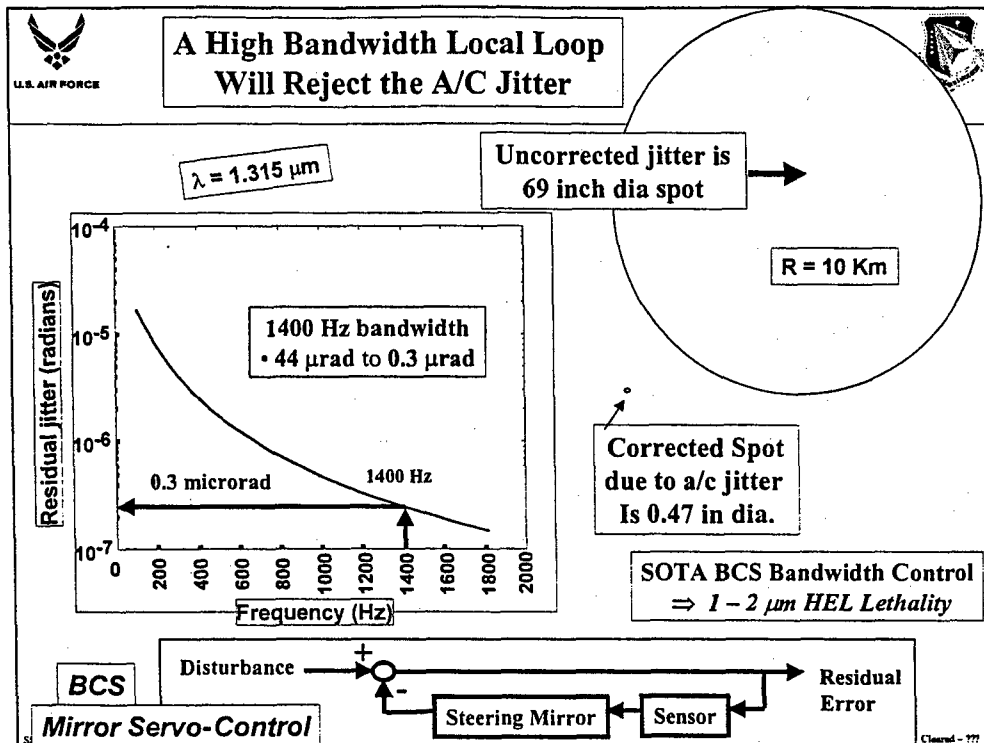 U.S. AIR FORCE
A High Bandwidth Local Loop
Will Reject the A/C Jitter
λ = 1.315 μm
Uncorrected jitter is
69 inch dia spot
R = 10 Km
Residual jitter (radians)
10⁻⁴
10⁻⁵
10⁻⁶
10⁻⁷
1400 Hz bandwidth
• 44 μrad to 0.3 μrad
0.3 microrad
1400 Hz
0
200
400
600
800
1000
1200
1400
1600
1800
2000
Frequency (Hz)
Corrected Spot
due to a/c jitter
Is 0.47 in dia.
SOTA BCS Bandwidth Control
⇒ 1 – 2 μm HEL Lethality
BCS
Mirror Servo-Control
Disturbance
+
-
Steering Mirror
Sensor
Residual
Error
Cleared - ???